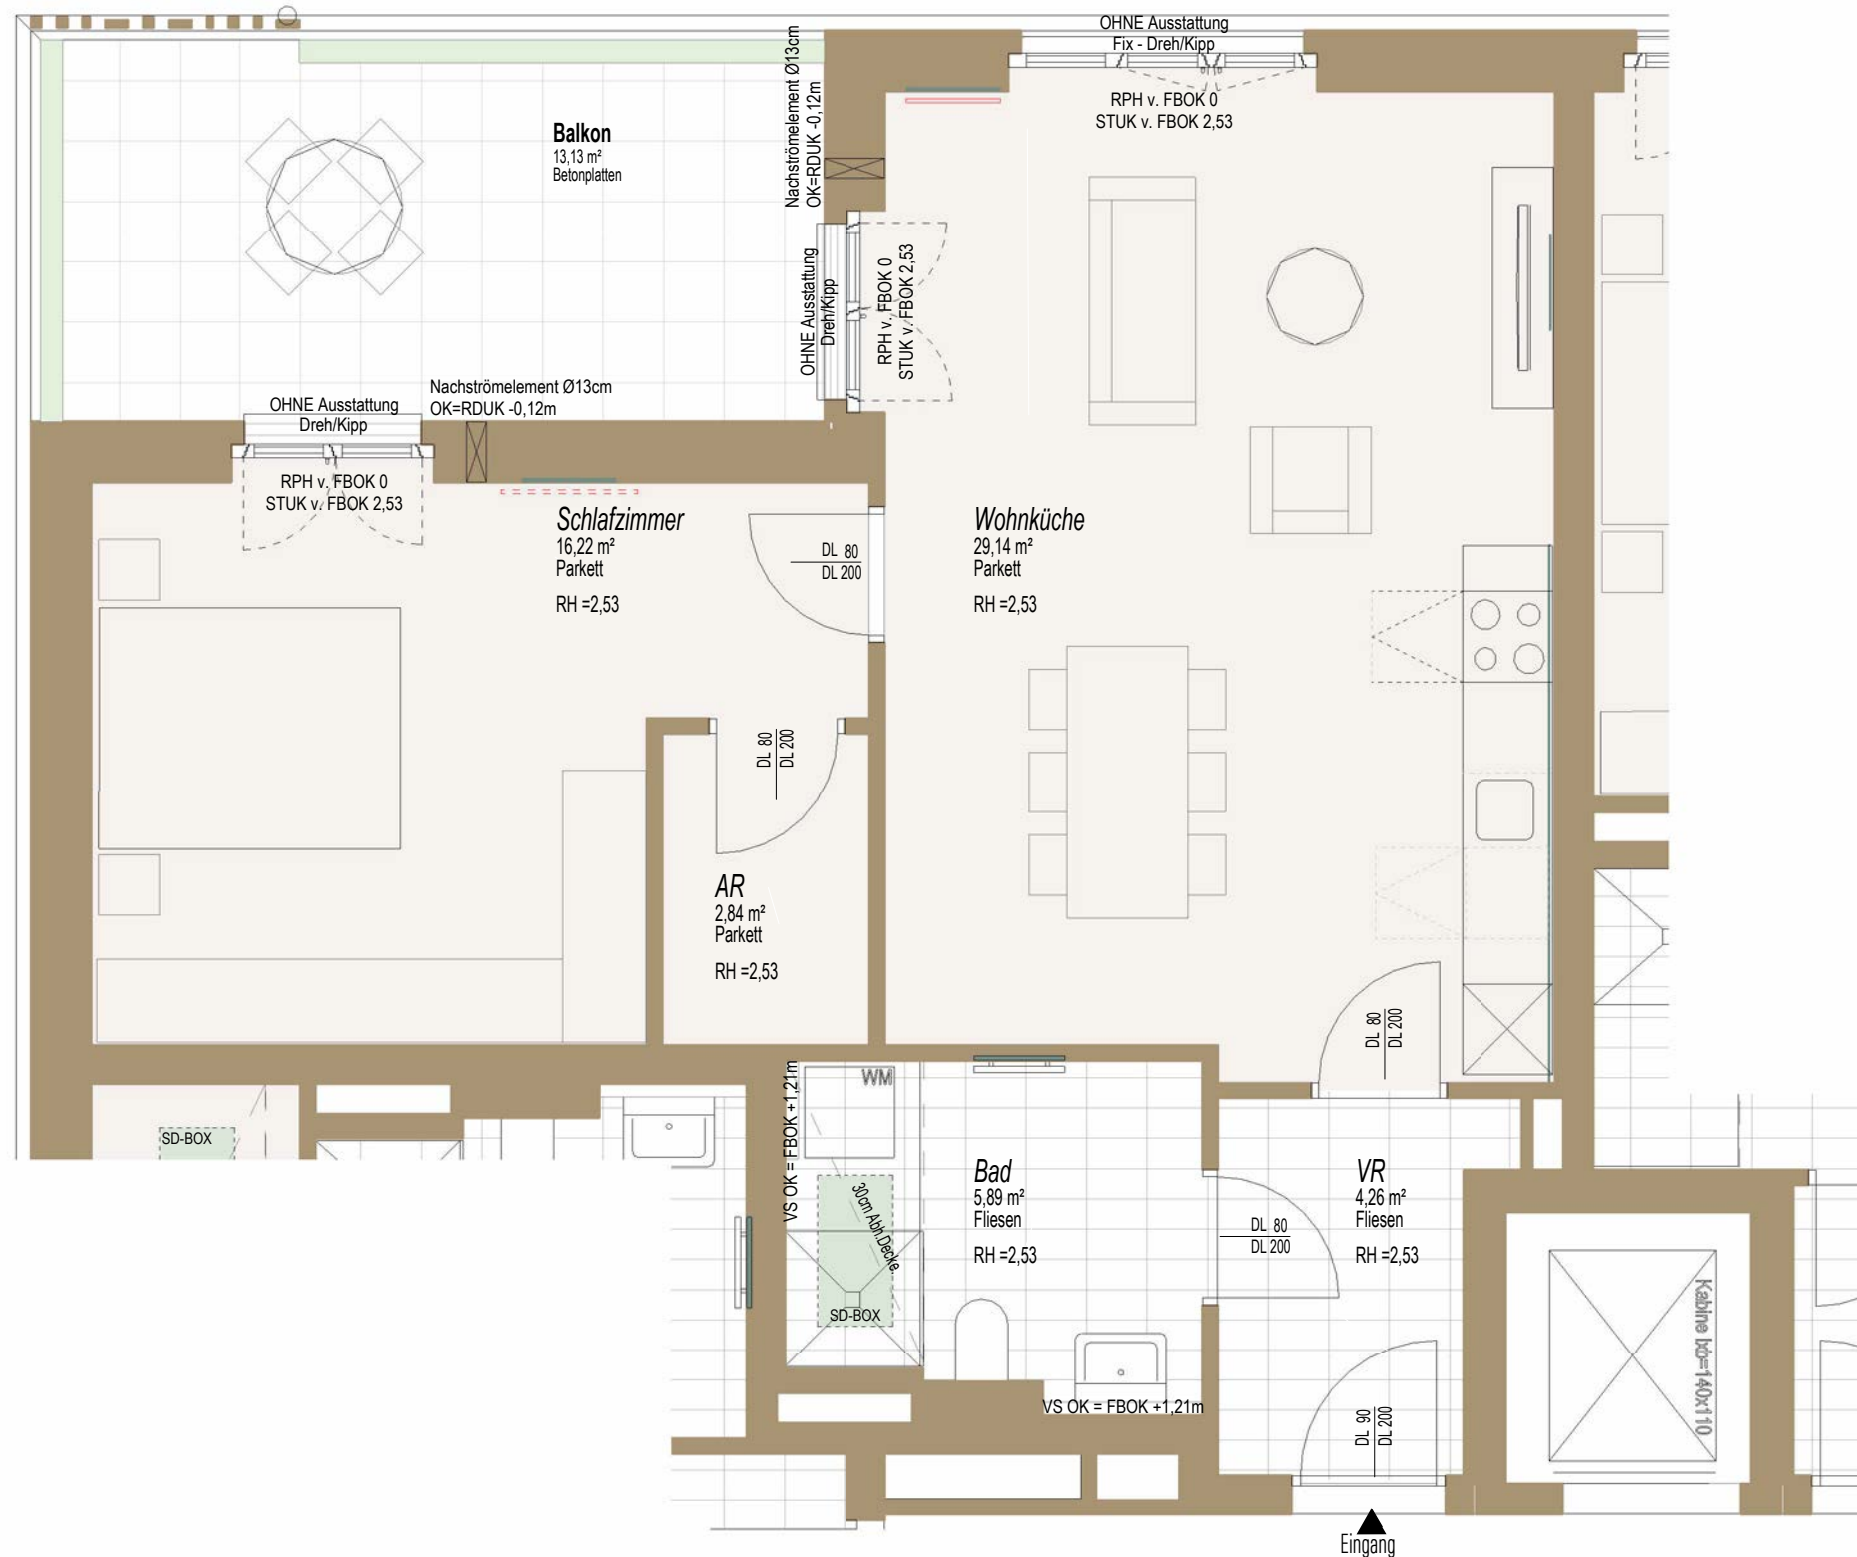 OHNE Ausstattung
Fix - Dreh/Kipp
RPH v. FBOK 0
STUK v. FBOK 2,53
Nachströmelement Ø13cm
OK=RDUK -0,12m
Balkon
13,13 m²
Betonplatten
OHNE Ausstattung
Dreh/Kipp
RPH v. FBOK 0
STUK v. FBOK 2,53
Nachströmelement Ø13cm
OK=RDUK -0,12m
OHNE Ausstattung
Dreh/Kipp
RPH v. FBOK 0
STUK v. FBOK 2,53
Schlafzimmer
16,22 m²
Parkett
RH =2,53
DL 80
DL 200
Wohnküche
29,14 m²
Parkett
RH =2,53
DL 80
DL 200
AR
2,84 m²
Parkett
RH =2,53
DL 80
DL 200
WM
VS OK = FBOK +1,21m
SD-BOX
30cm Abh.Decke.
SD-BOX
Bad
5,89 m²
Fliesen
RH =2,53
DL 80
DL 200
VR
4,26 m²
Fliesen
RH =2,53
Kabine lxb=140x110
VS OK = FBOK +1,21m
DL 90
DL 200
Eingang